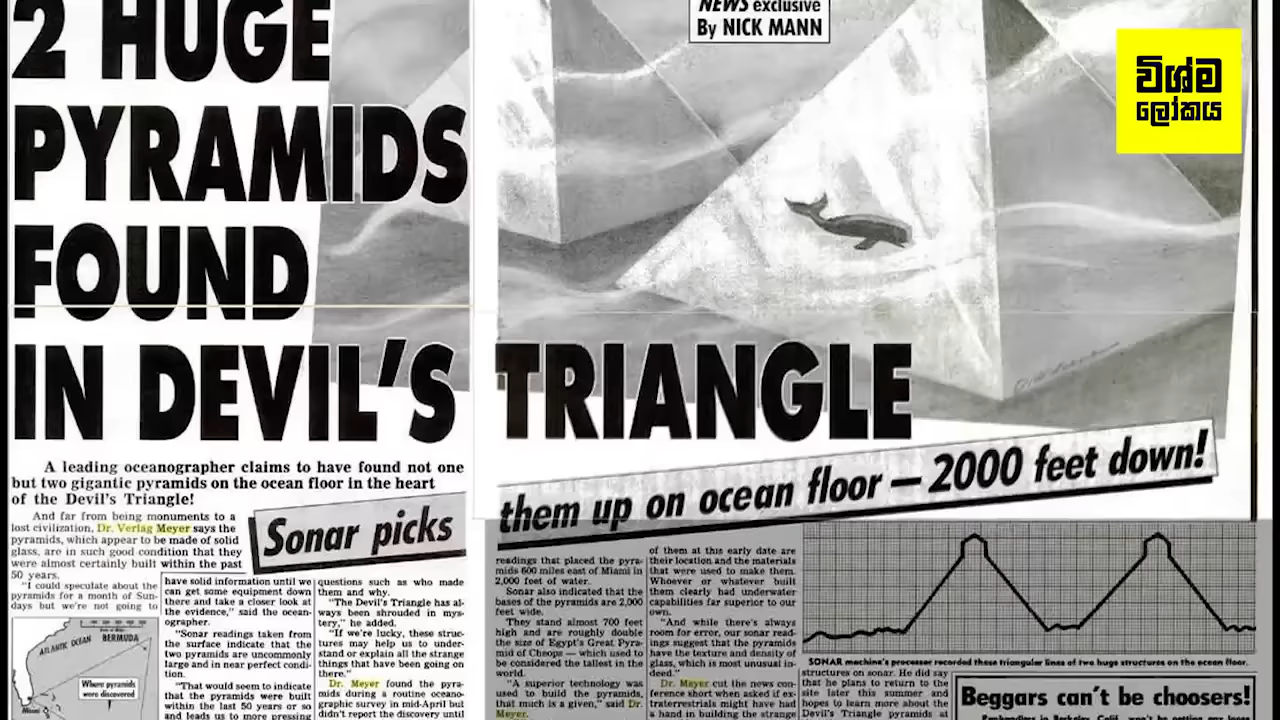 2 HUGE
PYRAMIDS
FOUND
IN DEVIL'S TRIANGLE
NEWS exclusive
By NICK MANN
විශ්ම
ලෝකය
A leading oceanographer claims to have found not one
but two gigantic pyramids on the ocean floor in the heart
of the Devil's Triangle!
Sonar picks
them up on ocean floor — 2000 feet down!
And far from being monuments to a
lost civilization, Dr. Verlag Meyer says the
pyramids, which appear to be made of solid
glass, are in such good condition that they
were almost certainly built within the past
50 years.
"I could speculate about the
pyramids for a month of Sun-
days but we're not going to
ATLANTIC OCEAN
BERMUDA
Where pyramids
were discovered
Miami
have solid information until we
can get some equipment down
there and take a closer look at
the evidence," said the ocean-
ographer.
"Sonar readings taken from
the surface indicate that the
two pyramids are uncommonly
large and in near perfect condi-
tion.
"That would seem to indicate
that the pyramids were built
within the last 50 years or so
and leads us to more pressing
questions such as who made
them and why.
"The Devil's Triangle has al-
ways been shrouded in mys-
tery," he added.
"If we're lucky, these struc-
tures may help us to under-
stand or explain all the strange
things that have been going on
there."
Dr. Meyer found the pyra-
mids during a routine oceano-
graphic survey in mid-April but
didn't report the discovery until
readings that placed the pyra-
mids 600 miles east of Miami in
2,000 feet of water.
Sonar also indicated that the
bases of the pyramids are 2,000
feet wide.
They stand almost 700 feet
high and are roughly double
the size of Egypt's Great Pyra-
mid of Cheops — which used to
be considered the tallest in the
world.
"A superior technology was
used to build the pyramids,
that much is a given," said Dr.
Meyer.
of them at this early date are
their location and the materials
that were used to make them.
Whoever or whatever built
them clearly had underwater
capabilities far superior to our
own.
"And while there's always
room for error, our sonar read-
ings suggest that the pyramids
have the texture and density of
glass, which is most unusual in-
deed."
Dr. Meyer cut the news con-
ference short when asked if ex-
traterrestrials might have had
a hand in building the strange
SONAR machine's processor recorded these triangular lines of two huge structures on the ocean floor.
structures on sonar. He did say
that he plans to return to the
site later this summer and
hopes to learn more about the
Devil's Triangle pyramids at
Beggars can't be choosers!